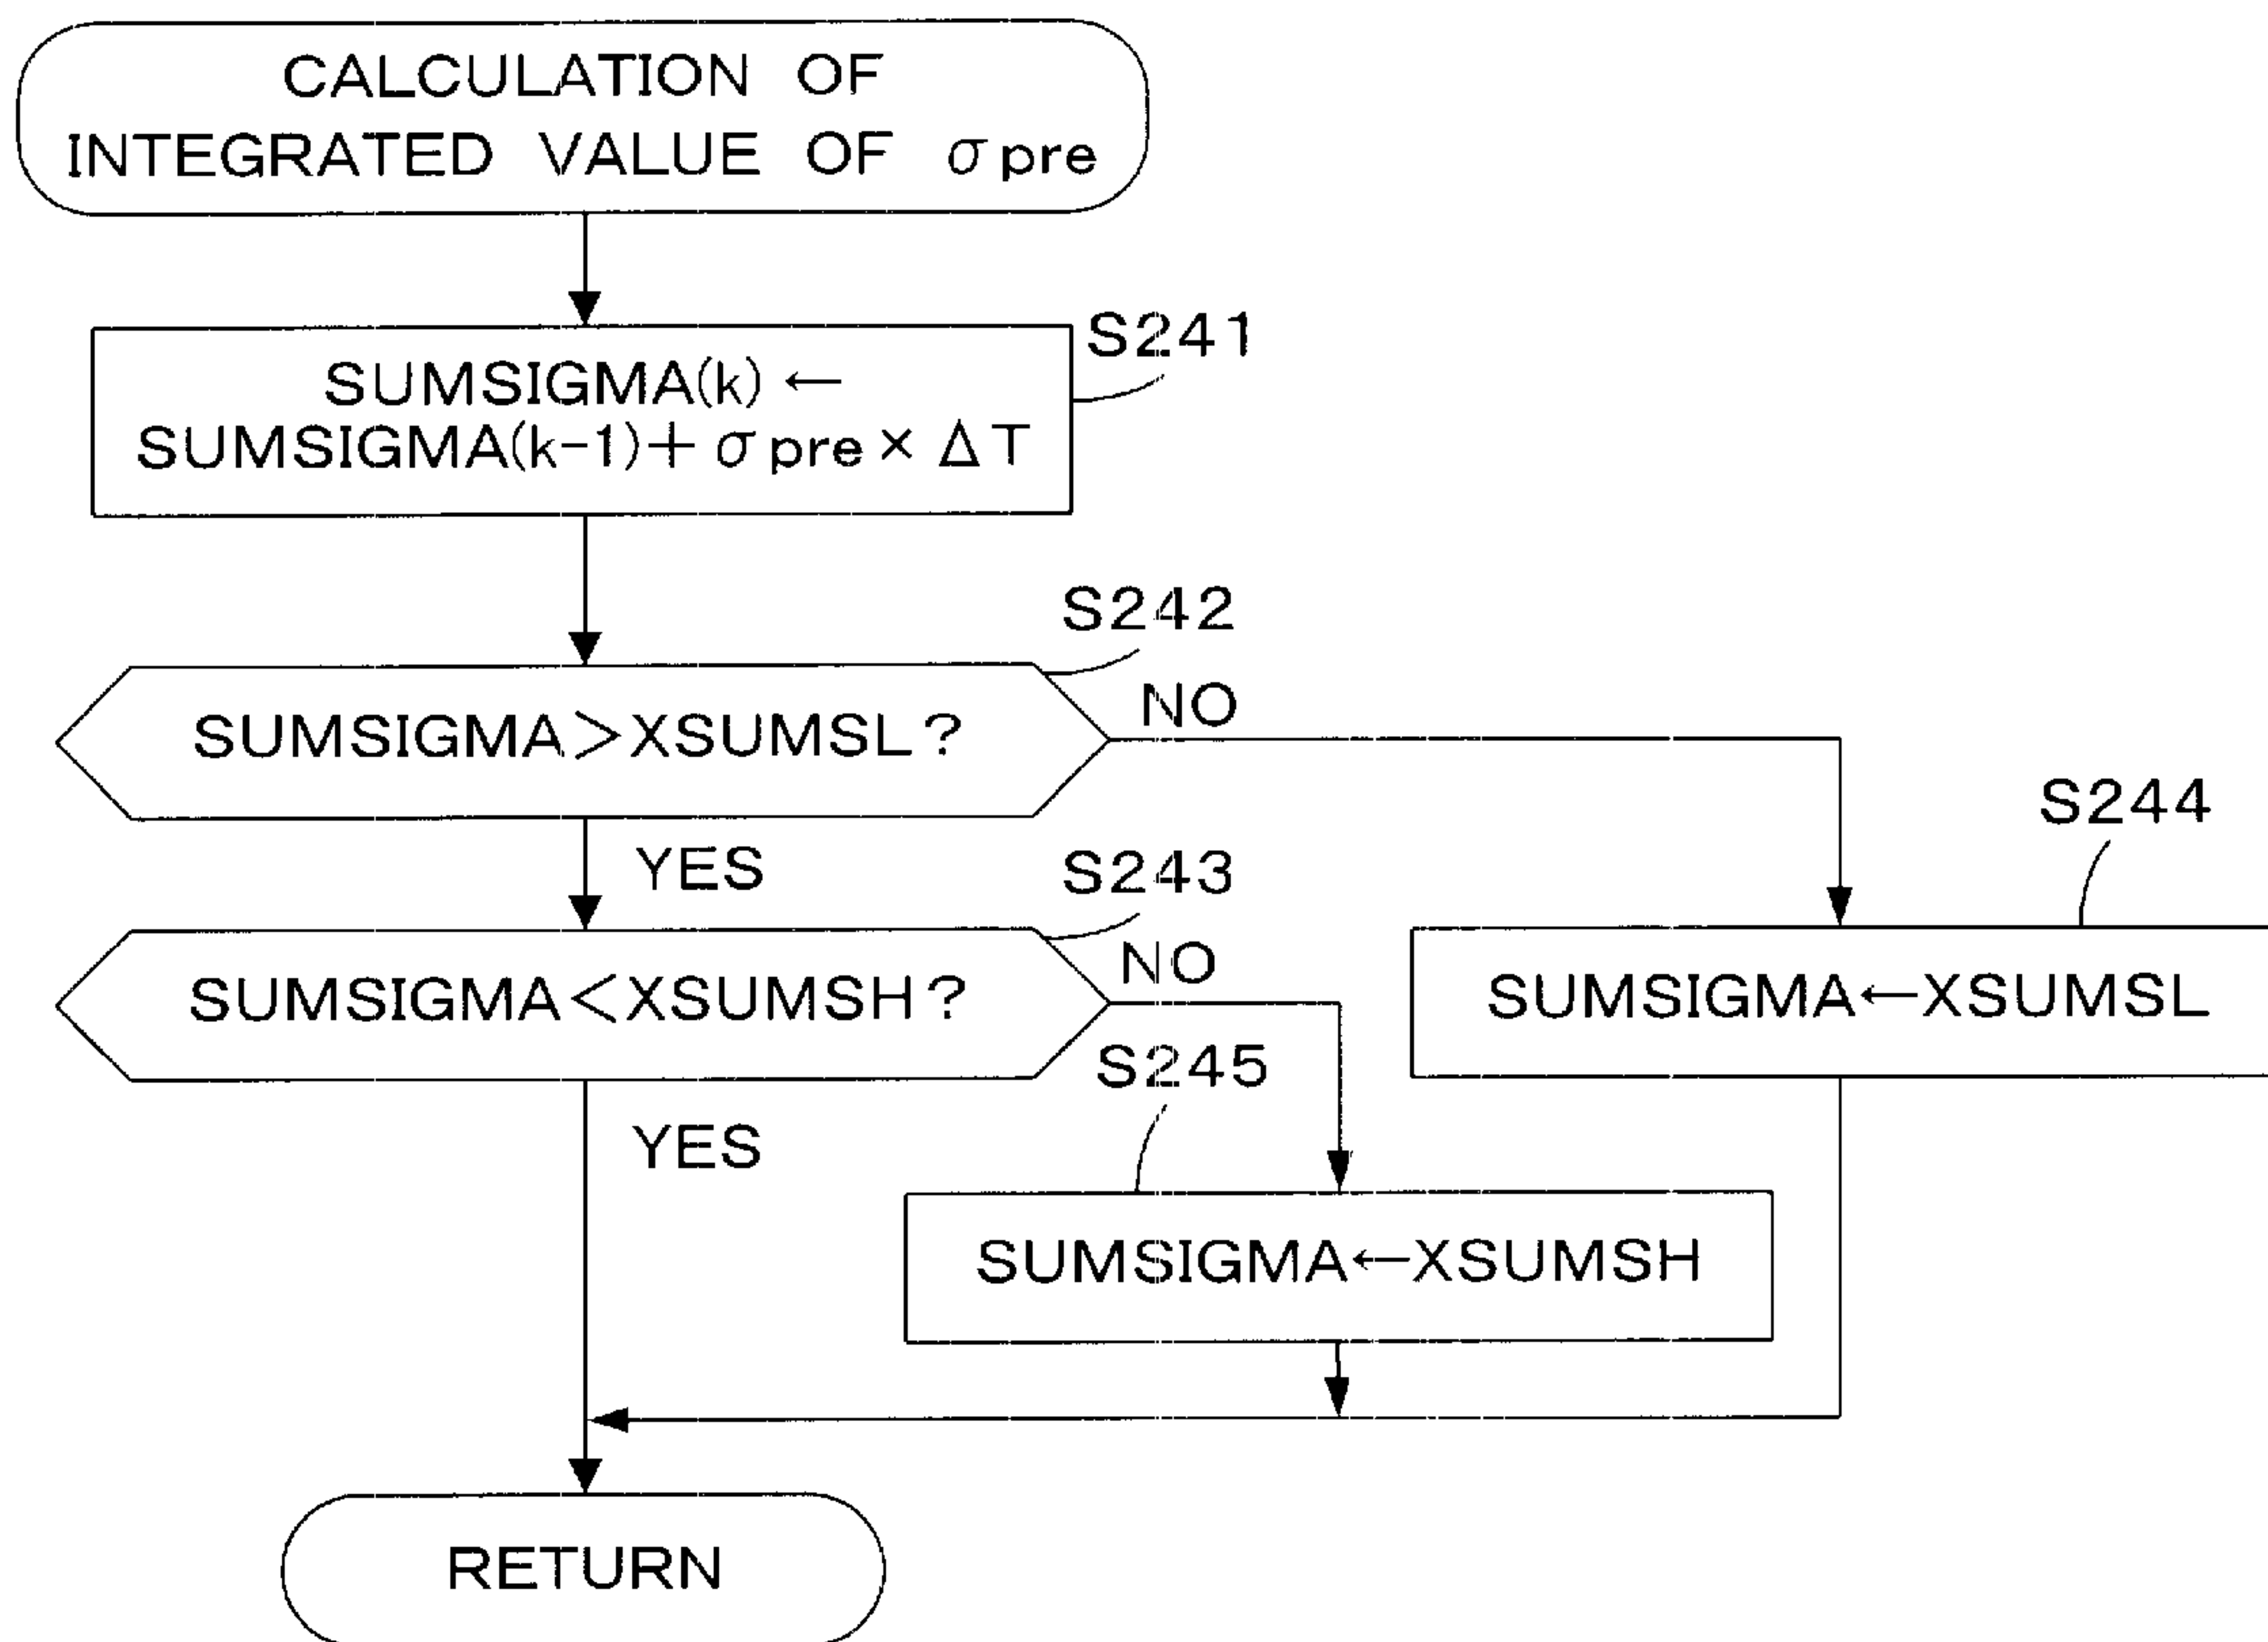 CALCULATION OF
INTEGRATED VALUE OF σpre
S241
SUMSIGMA(k) ←
SUMSIGMA(k-1)+ σpre × ΔT
S242
SUMSIGMA>XSUMSL?
NO
YES
S243
S244
SUMSIGMA<XSUMSH?
NO
SUMSIGMA←XSUMSL
S245
YES
SUMSIGMA←XSUMSH
RETURN